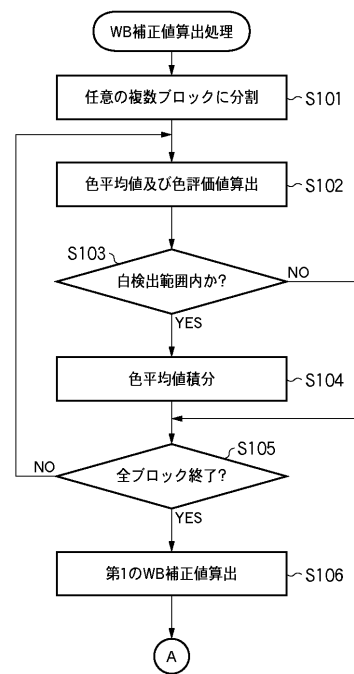 WB補正値算出処理
任意の複数ブロックに分割
S101
色平均値及び色評価値算出
S102
S103
白検出範囲内か?
NO
YES
色平均値積分
S104
S105
全ブロック終了?
NO
YES
第1のWB補正値算出
S106
A